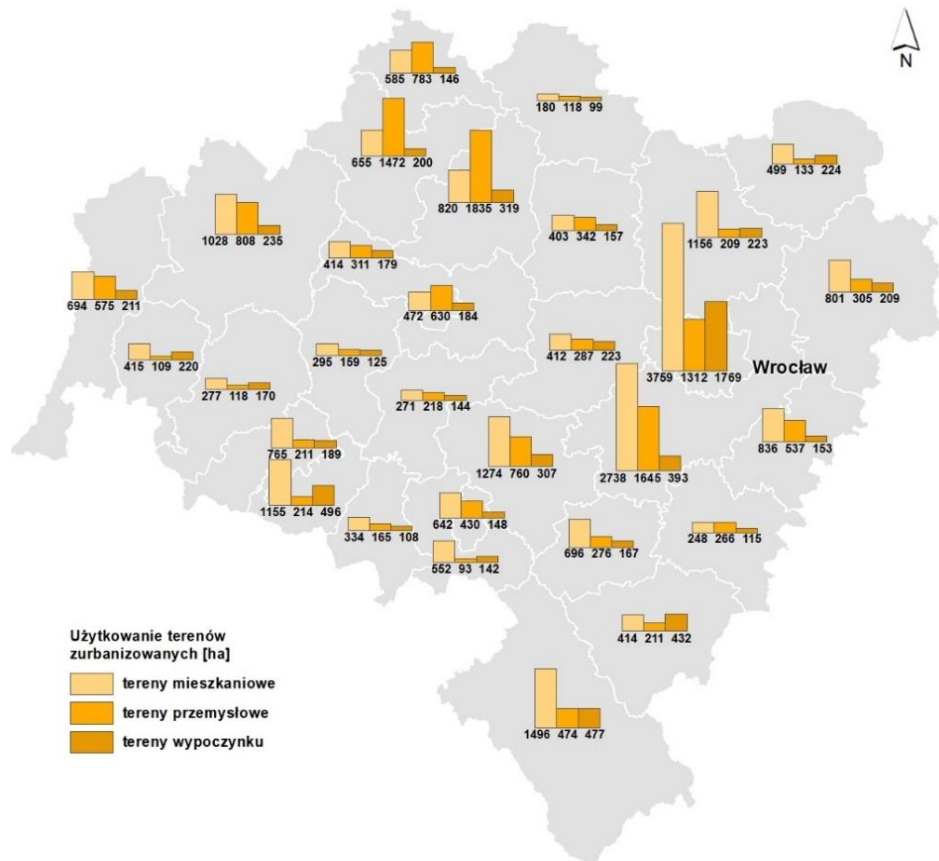 N
585 783 146
180 118 99
655 1472 200
499 133 224
820 1835 319
1028 808 235
403 342 157
1156 209 223
414 311 179
694 575 211
801 305 209
472 630 184
412 287 223
295 159 125
415 109 220
3759 1312 1769
Wrocław
277 118 170
271 218 144
765 211 189
1274 760 307
2738 1645 393
836 537 153
1155 214 496
642 430 148
334 165 108
696 276 167
248 266 115
552 93 142
414 211 432
Użytkowanie terenów
zurbanizowanych [ha]
tereny mieszkaniowe
tereny przemysłowe
tereny wypoczynku
1496 474 477